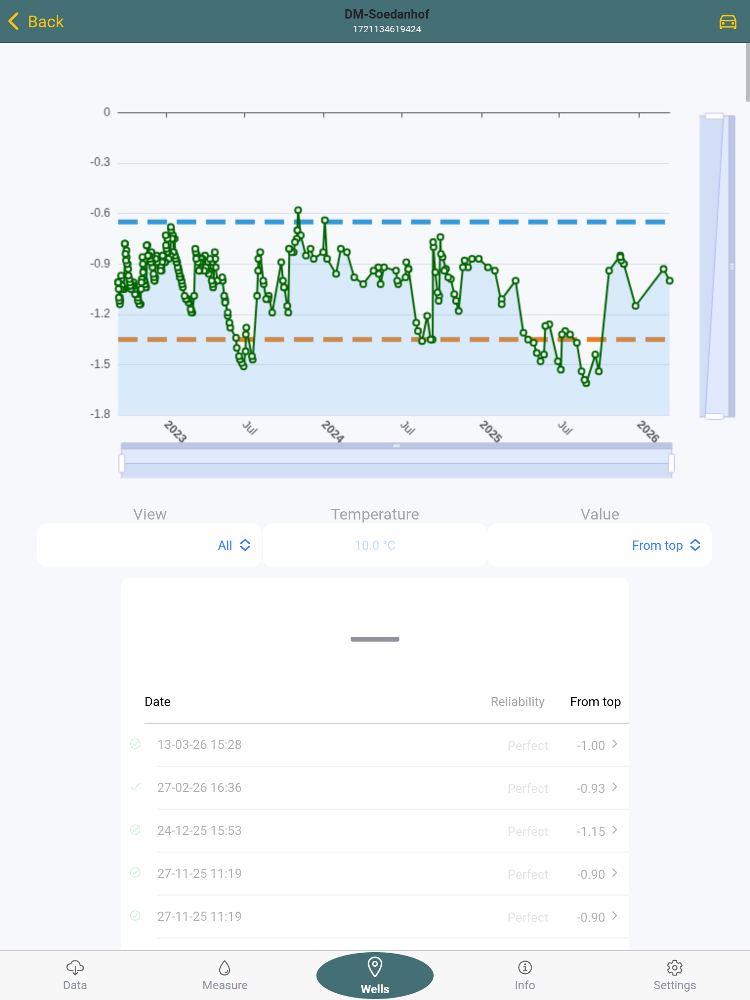 Back
DM-Soedanhof
1721134619424
0
-0.3
-0.6
-0.9
-1.2
-1.5
-1.8
2023 Jul 2024 Jul 2025 Jul 2026
View Temperature Value
All 10.0 °C From top
Date Reliability From top
13-03-26 15:28 Perfect -1.00
27-02-26 16:36 Perfect -0.93
24-12-25 15:53 Perfect -1.15
27-11-25 11:19 Perfect -0.90
27-11-25 11:19 Perfect -0.90
Data Measure Wells Info Settings